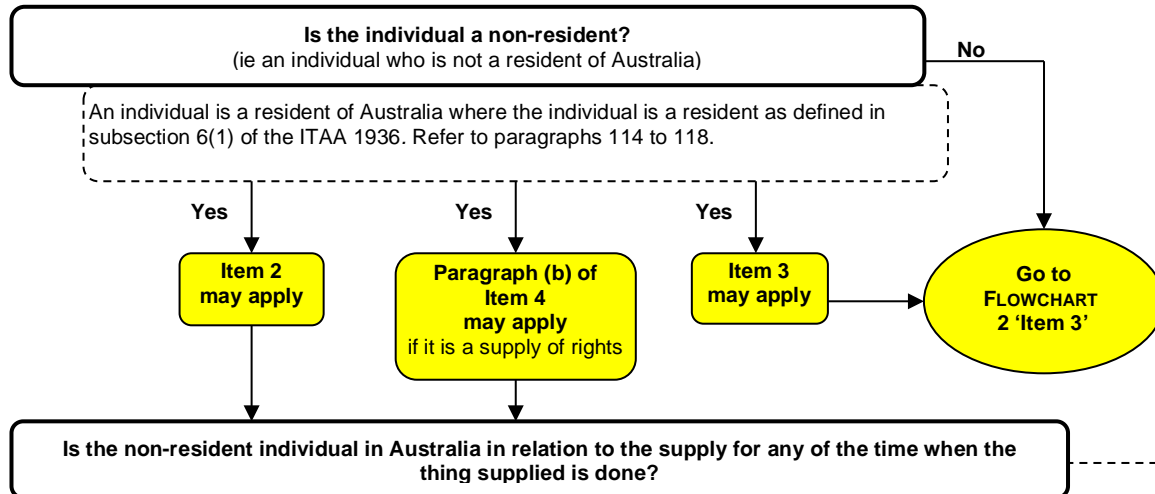 Is the individual a non-resident?
(ie an individual who is not a resident of Australia)
No
An individual is a resident of Australia where the individual is a resident as defined in
subsection 6(1) of the ITAA 1936. Refer to paragraphs 114 to 118.
Yes
Yes
Yes
Item 2
may apply
Paragraph (b) of
Item 4
may apply
if it is a supply of rights
Item 3
may apply
Go to
FLOWCHART
2 ‘Item 3’
Is the non-resident individual in Australia in relation to the supply for any of the time when the
thing supplied is done?